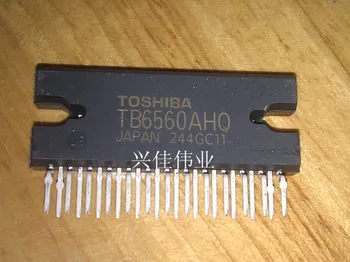 TOSHIBA
TB6560AHQ
JAPAN 244GC11
兴佳伟业